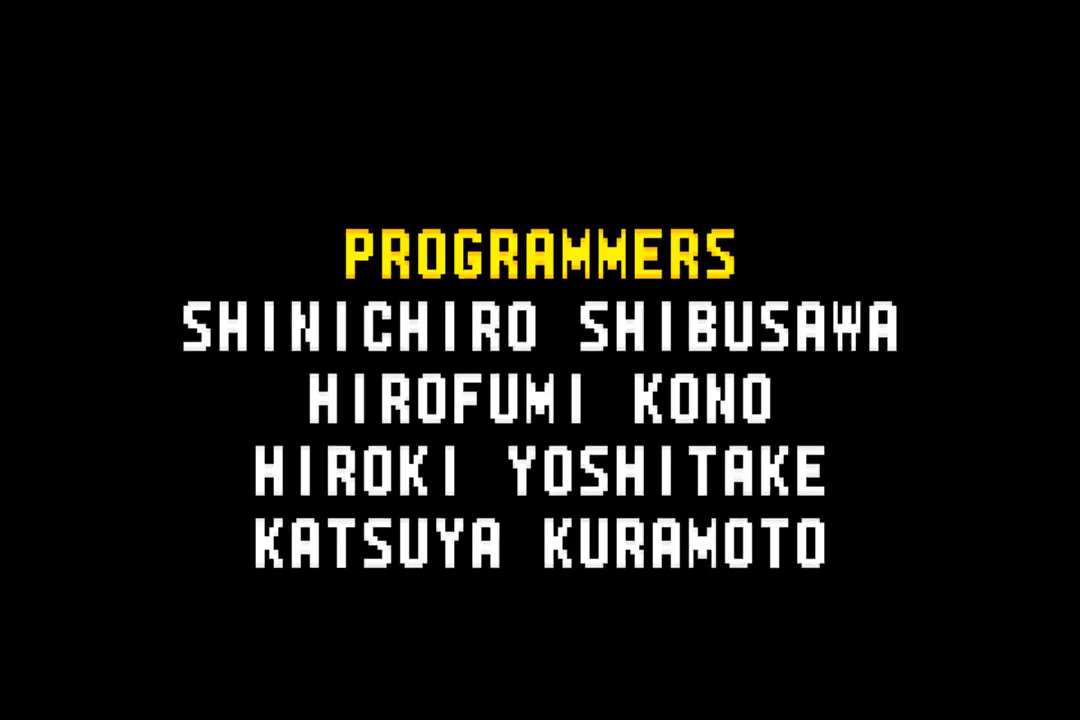 PROGRAMMERS
SHINICHIRO SHIBUSAWA
HIROFUMI KONO
HIROKI YOSHITAKE
KATSUYA KURAMOTO